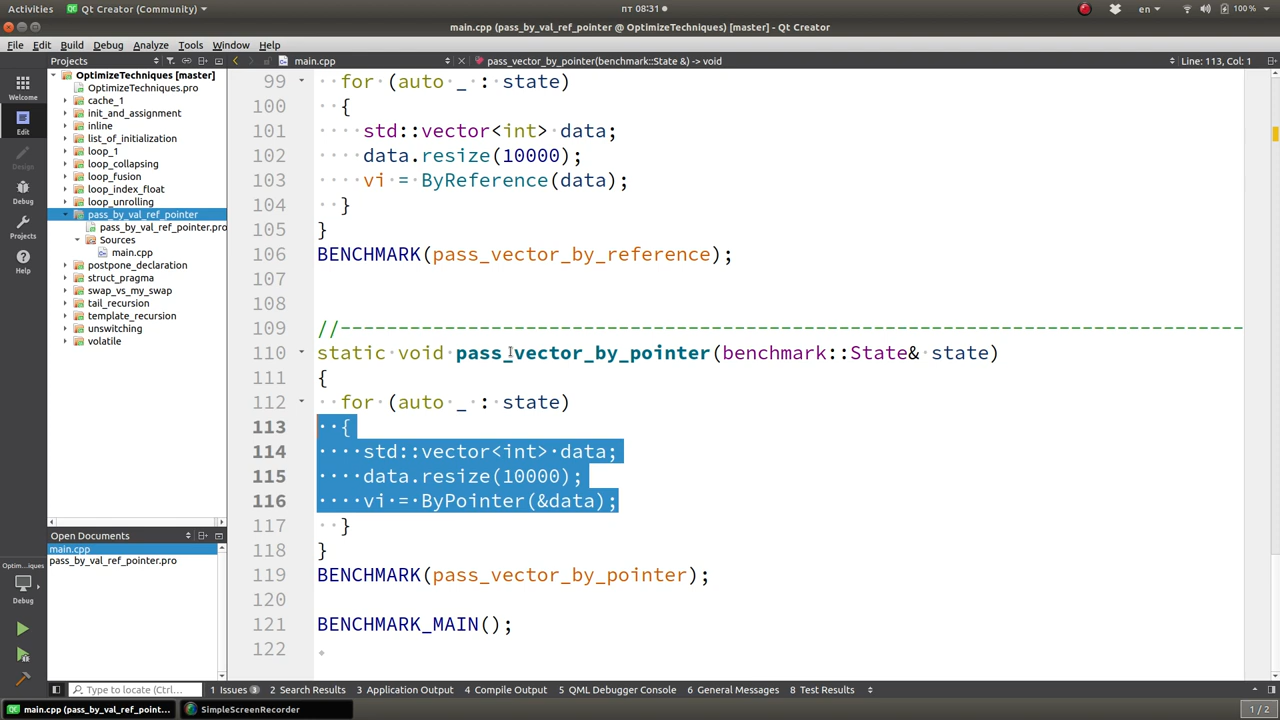 Activities
Qt Creator (Community)
пт 08:31
en
100 %
main.cpp (pass_by_val_ref_pointer @ OptimizeTechniques) [master] - Qt Creator
File Edit Build Debug Analyze Tools Window Help
Projects
main.cpp
pass_vector_by_pointer(benchmark::State &) -> void
Line: 113, Col: 1
Welcome
Edit
Design
Debug
Projects
Help
OptimizeTechniques [master]
OptimizeTechniques.pro
cache_1
init_and_assignment
inline
list_of_initialization
loop_1
loop_collapsing
loop_fusion
loop_index_float
loop_unrolling
pass_by_val_ref_pointer
pass_by_val_ref_pointer.pro
Sources
main.cpp
postpone_declaration
struct_pragma
swap_vs_my_swap
tail_recursion
template_recursion
unswitching
volatile
Open Documents
main.cpp
pass_by_val_ref_pointer.pro
Optim...iques
Debug
99 for (auto _ : state)
100 {
101 std::vector<int> data;
102 data.resize(10000);
103 vi = ByReference(data);
104 }
105 }
106 BENCHMARK(pass_vector_by_reference);
107
108
109 //------------------------------------------------------------------------------
110 static void pass_vector_by_pointer(benchmark::State& state)
111 {
112 for (auto _ : state)
113 {
114 std::vector<int> data;
115 data.resize(10000);
116 vi = ByPointer(&data);
117 }
118 }
119 BENCHMARK(pass_vector_by_pointer);
120
121 BENCHMARK_MAIN();
122
Type to locate (Ctrl+...
1 Issues 3
2 Search Results
3 Application Output
4 Compile Output
5 QML Debugger Console
6 General Messages
8 Test Results
main.cpp (pass_by_val_ref_point...
SimpleScreenRecorder
1 / 2